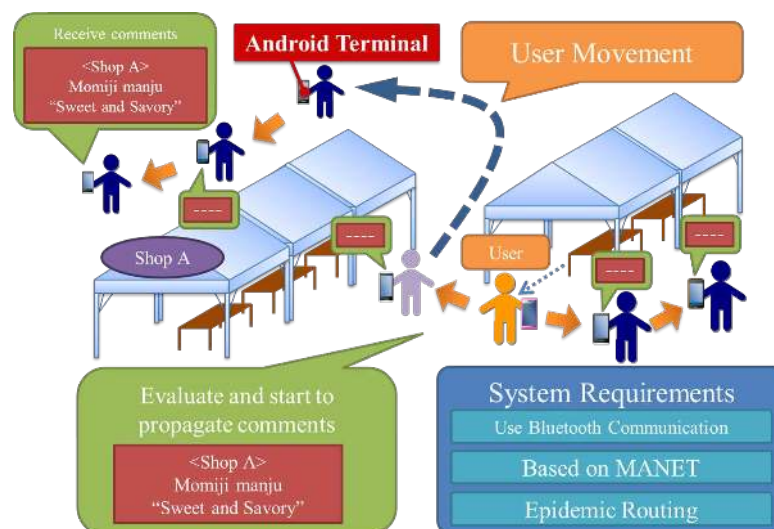 Receive comments
<Shop A>
Momiji manju
“Sweet and Savory”
Android Terminal
User Movement
----
----
Shop A
User
----
----
Evaluate and start to
propagate comments
<Shop A>
Momiji manju
“Sweet and Savory”
System Requirements
Use Bluetooth Communication
Based on MANET
Epidemic Routing